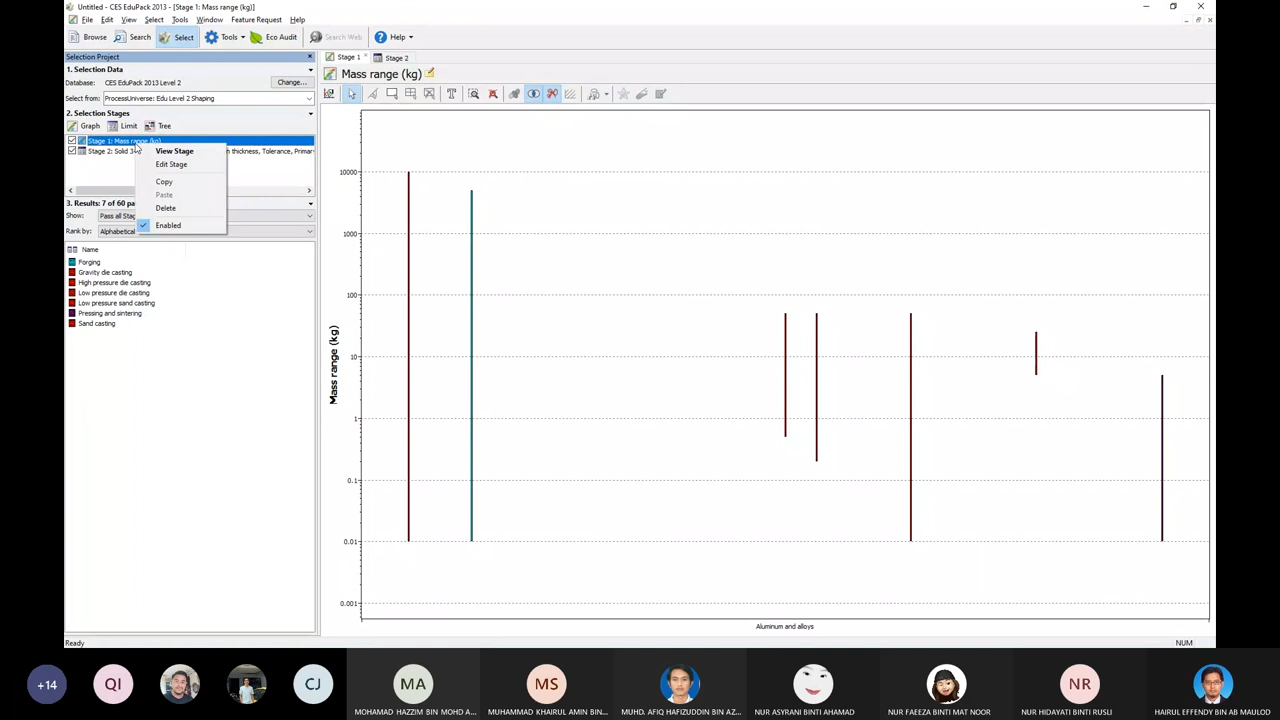 Untitled - CES EduPack 2013 - [Stage 1: Mass range (kg)]
File Edit View Select Tools Window Feature Request Help
Browse Search Select Tools Eco Audit Search Web Help
Selection Project
1. Selection Data
Database: CES EduPack 2013 Level 2 Change...
Select from: ProcessUniverse: Edu Level 2 Shaping
2. Selection Stages
Graph Limit Tree
Stage 1: Mass range (kg)
Stage 2: Solid 3 thickness, Tolerance, Primar
View Stage
Edit Stage
Copy
Paste
Delete
Enabled
3. Results: 7 of 60 pa
Show: Pass all Stag
Rank by: Alphabetical
Name
Forging
Gravity die casting
High pressure die casting
Low pressure die casting
Low pressure sand casting
Pressing and sintering
Sand casting
Stage 1 Stage 2
Mass range (kg)
Mass range (kg)
10000
1000
100
10
1
0.1
0.01
0.001
Aluminum and alloys
Ready NUM
+14 QI CJ MA MS NR
MOHAMAD HAZZIM BIN MOHD A... MUHAMMAD KHAIRUL AMIN BIN... MUHD. AFIQ HAFIZUDDIN BIN AZ... NUR ASYRANI BINTI AHAMAD NUR FAEEZA BINTI MAT NOOR NUR HIDAYATI BINTI RUSLI HAIRUL EFFENDY BIN AB MAULOD